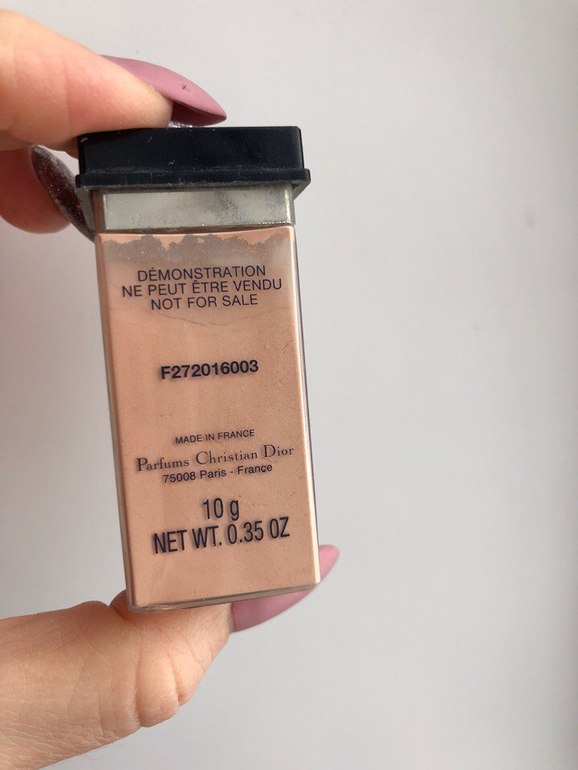 DÉMONSTRATION
NE PEUT ÊTRE VENDU
NOT FOR SALE
F272016003
MADE IN FRANCE
Parfums Christian Dior
75008 Paris - France
10 g
NET WT. 0.35 OZ